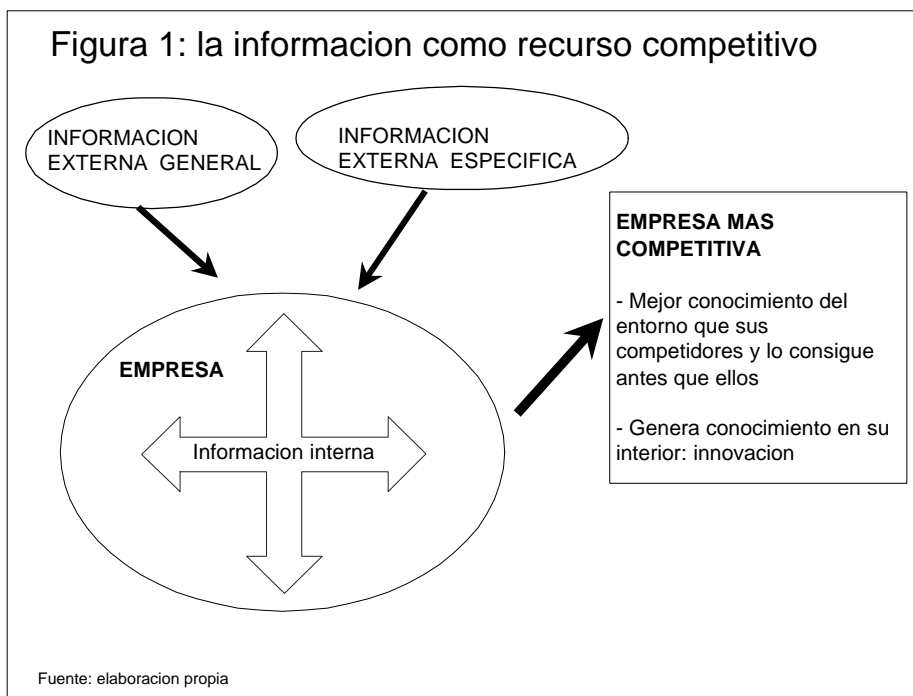 Figura 1: la informacion como recurso competitivo
INFORMACION
EXTERNA GENERAL
INFORMACION
EXTERNA ESPECIFICA
EMPRESA
Informacion interna
EMPRESA MAS
COMPETITIVA
- Mejor conocimiento del
entorno que sus
competidores y lo consigue
antes que ellos
- Genera conocimiento en su
interior: innovacion
Fuente: elaboracion propia